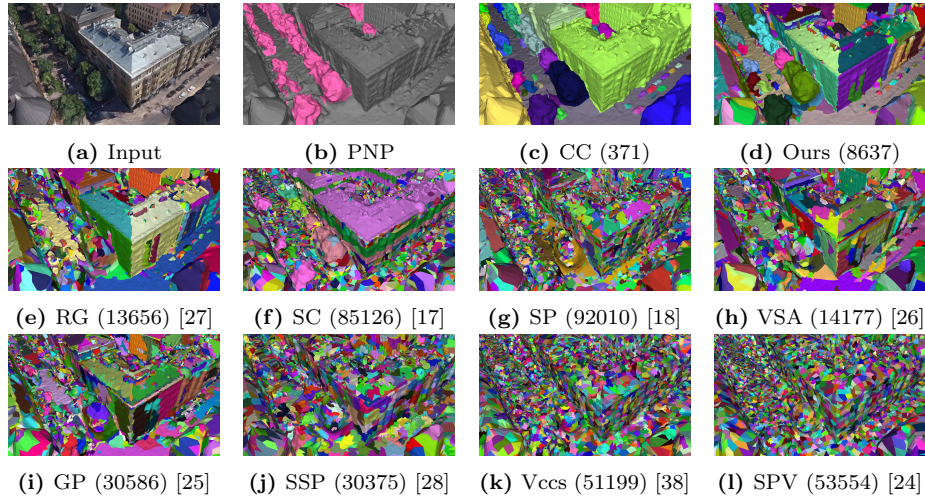 (a) Input
(b) PNP
(c) CC (371)
(d) Ours (8637)
(e) RG (13656) [27]
(f) SC (85126) [17]
(g) SP (92010) [18]
(h) VSA (14177) [26]
(i) GP (30586) [25]
(j) SSP (30375) [28]
(k) Vccs (51199) [38]
(l) SPV (53554) [24]